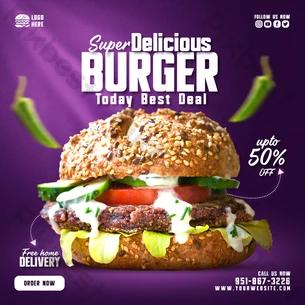 LOGO
HERE
FOLLOW US NOW
Super Delicious
BURGER
Today Best Deal
upto
50%
OFF
Free home
DELIVERY
ORDER NOW
CALL US NOW
951-867-3226
WWW.YOURWEBSITE.COM